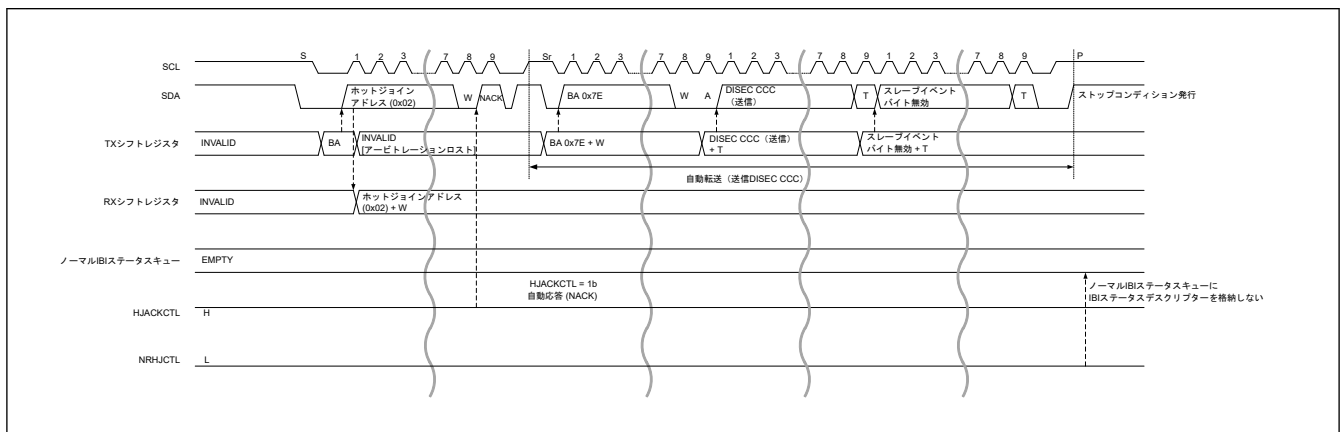 S 1 2 3 7 8 9 Sr 1 2 3 7 8 9 1 2 3 7 8 9 1 2 3 7 8 9 P
SCL
SDA
ホットジョイン
アドレス (0x02)
W
NACK
BA 0x7E
W
A
DISEC CCC
(送信)
T
スレーブイベント
バイト無効
T
ストップコンディション発行
TXシフトレジスタ
INVALID
BA
INVALID
[アービトレーションロスト]
BA 0x7E + W
DISEC CCC(送信)
+ T
スレーブイベント
バイト無効 + T
自動転送(送信DISEC CCC)
RXシフトレジスタ
INVALID
ホットジョインアドレス
(0x02) + W
ノーマルIBIステータスキュー
EMPTY
HJACKCTL = 1b
自動応答 (NACK)
ノーマルIBIステータスキューに
IBIステータスデスクリプターを格納しない
HJACKCTL
H
NRHJCTL
L